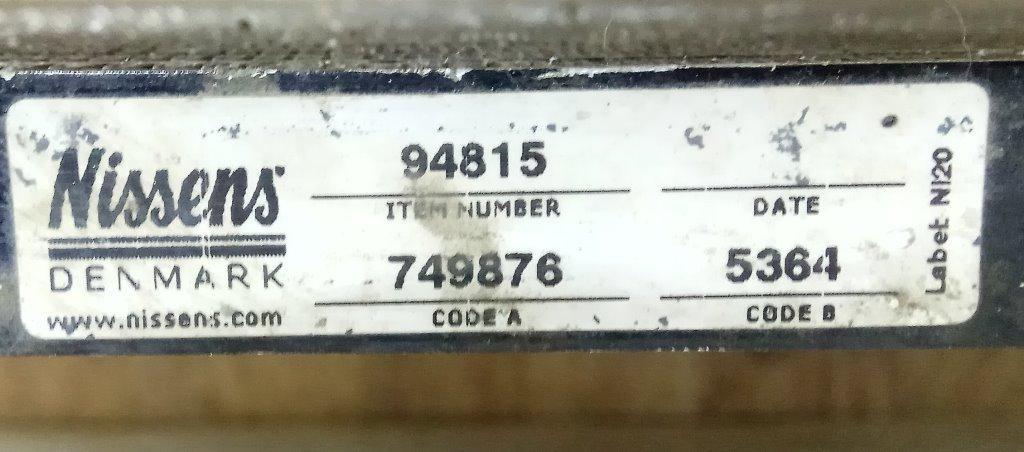 Nissens
DENMARK
www.nissens.com
94815
ITEM NUMBER
DATE
749876
CODE A
5364
CODE B
Label NI20